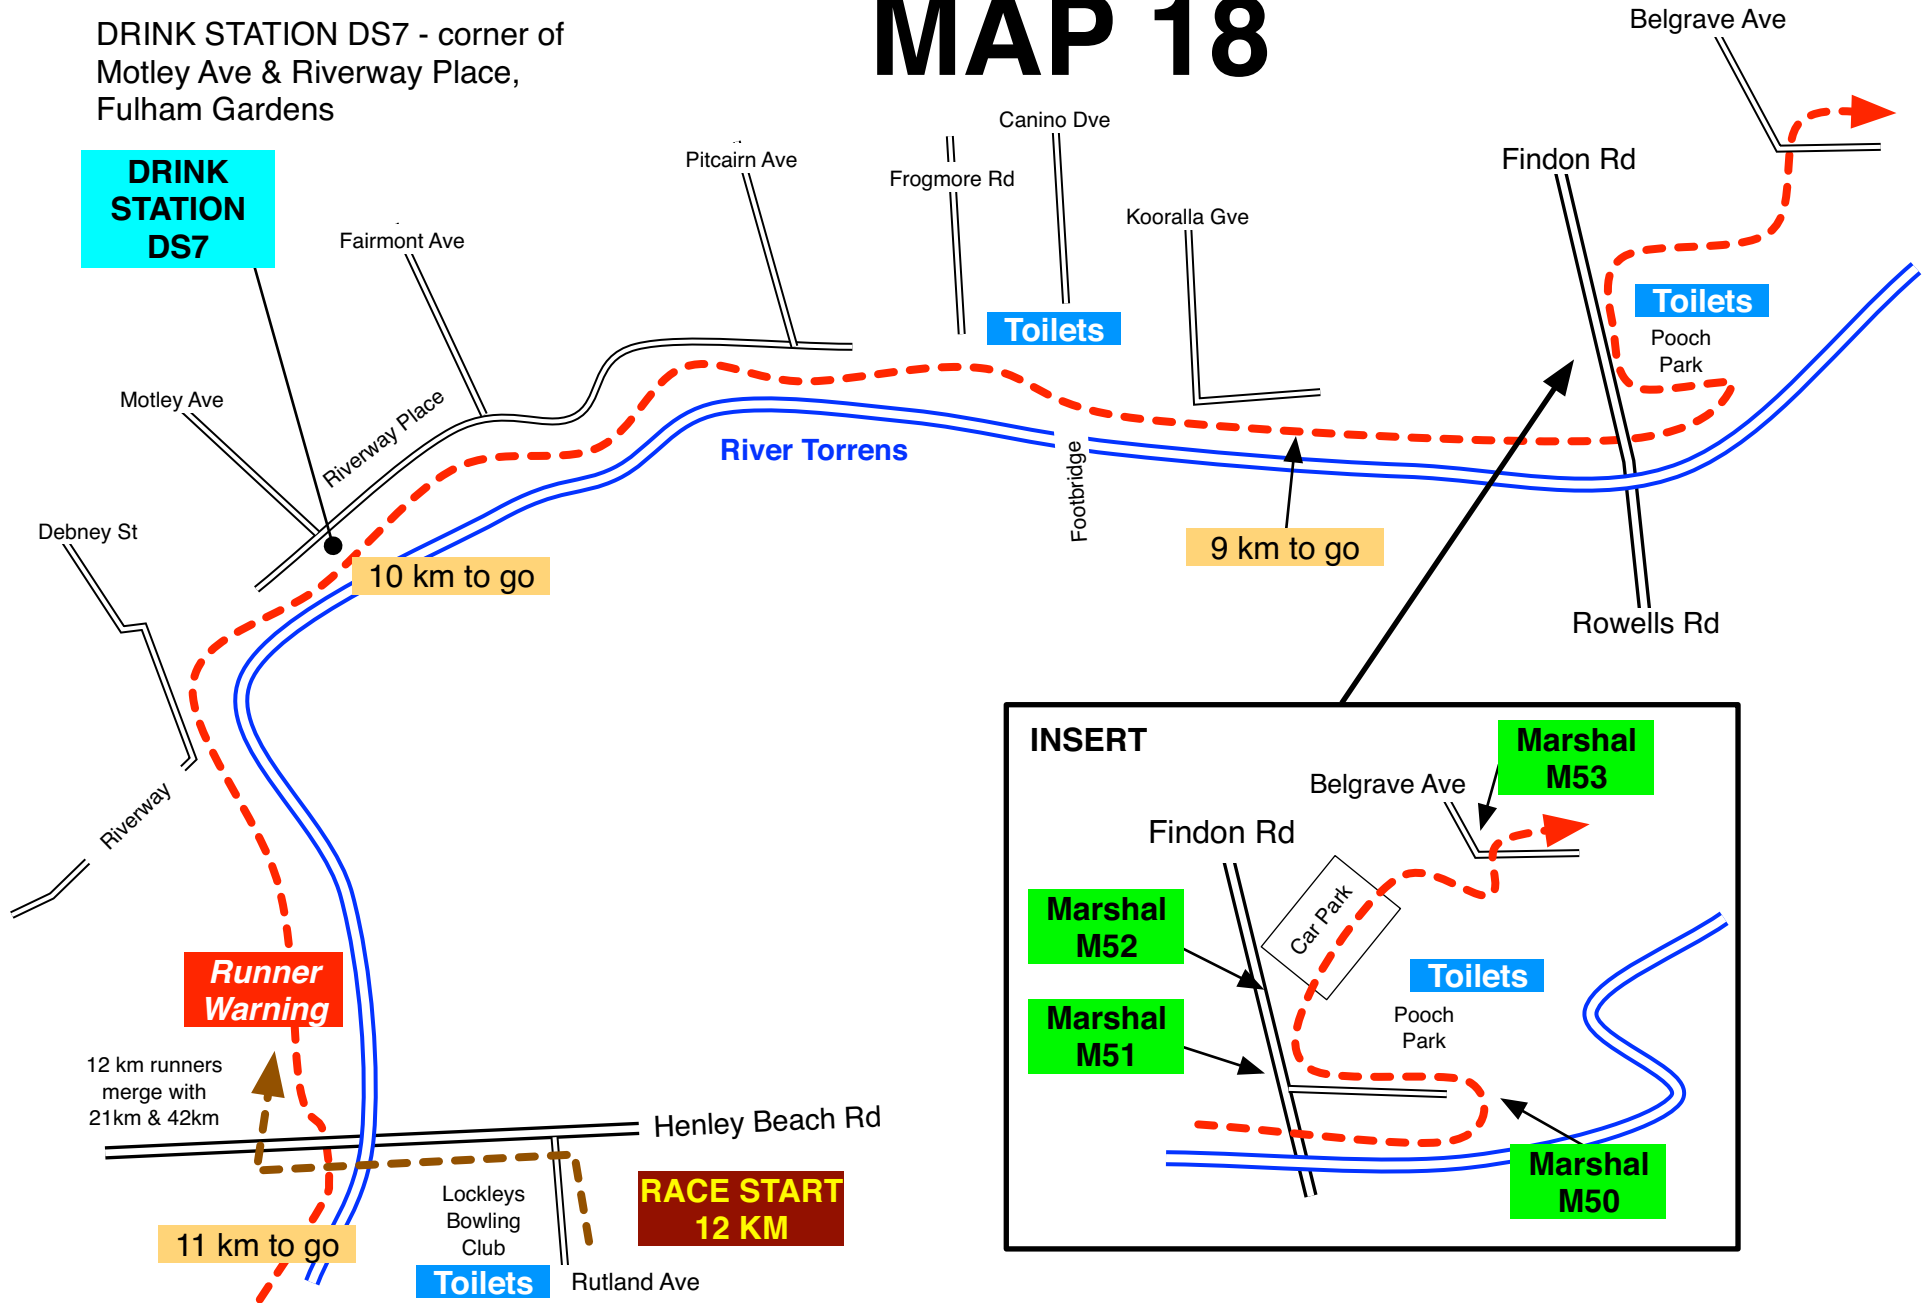 MAP 18
DRINK STATION DS7 - corner of
Motley Ave & Riverway Place,
Fulham Gardens
DRINK
STATION
DS7
Belgrave Ave
Canino Dve
Pitcairn Ave
Frogmore Rd
Findon Rd
Fairmont Ave
Kooralla Gve
Toilets
Toilets
Pooch
Park
Motley Ave
Riverway Place
River Torrens
Footbridge
Debney St
10 km to go
9 km to go
Rowells Rd
Riverway
Runner
Warning
12 km runners
merge with
21km & 42km
Henley Beach Rd
RACE START
12 KM
Lockleys
Bowling
Club
11 km to go
Toilets
Rutland Ave
INSERT
Marshal
M53
Belgrave Ave
Findon Rd
Car Park
Marshal
M52
Toilets
Marshal
M51
Pooch
Park
Marshal
M50